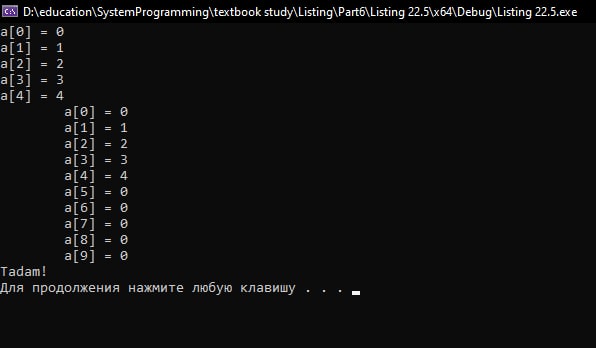 D:\education\SystemProgramming\textbook study\Listing\Part6\Listing 22.5\x64\Debug\Listing 22.5.exe
a[0] = 0
a[1] = 1
a[2] = 2
a[3] = 3
a[4] = 4
a[0] = 0
a[1] = 1
a[2] = 2
a[3] = 3
a[4] = 4
a[5] = 0
a[6] = 0
a[7] = 0
a[8] = 0
a[9] = 0
Tadam!
Для продолжения нажмите любую клавишу . . .